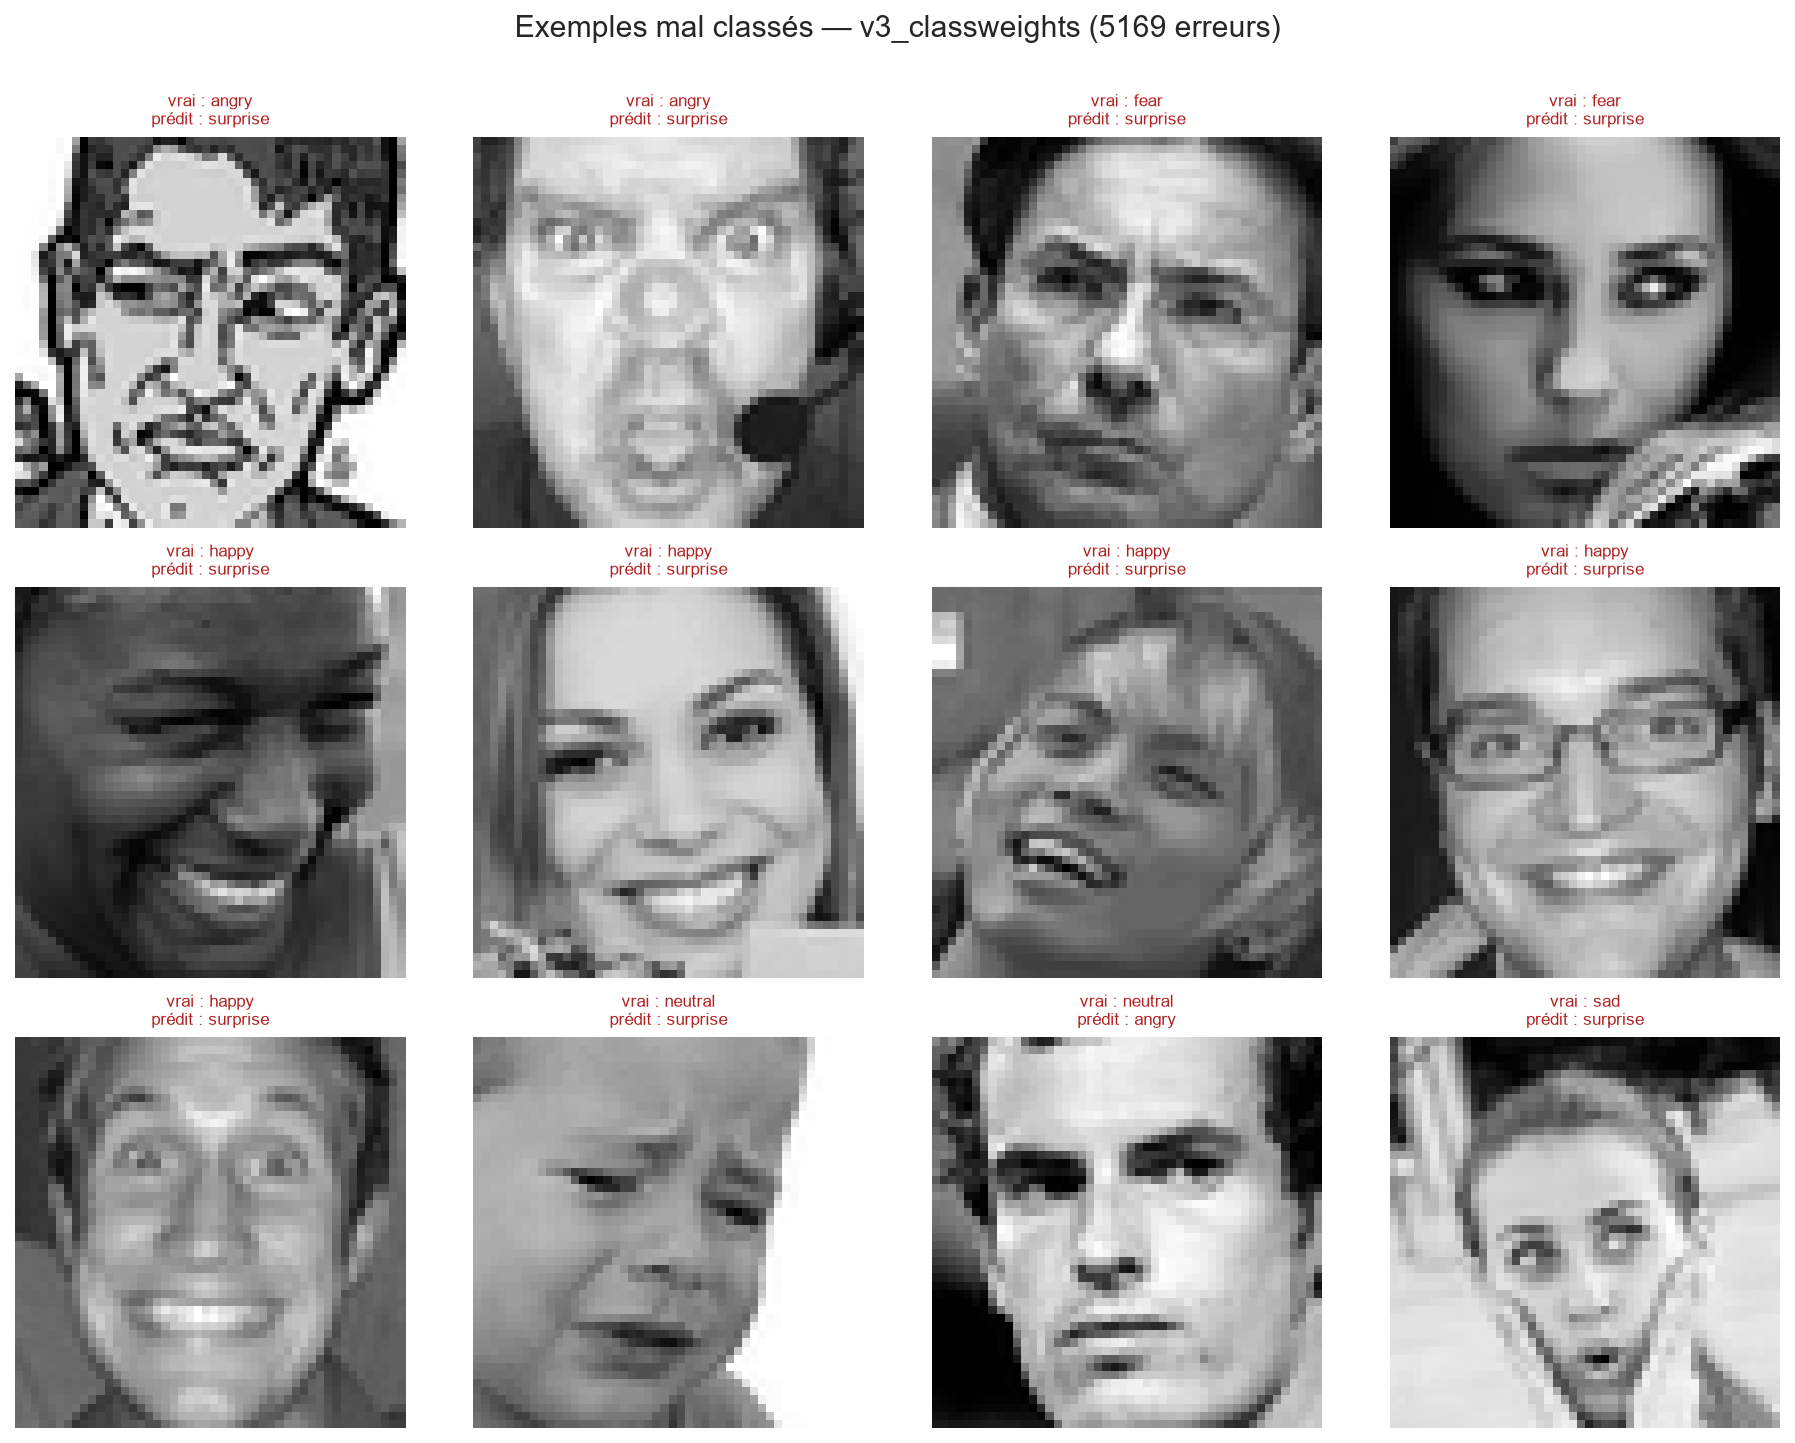 Exemples mal classés — v3_classweights (5169 erreurs)
vrai : angry
prédit : surprise
vrai : angry
prédit : surprise
vrai : fear
prédit : surprise
vrai : fear
prédit : surprise
vrai : happy
prédit : surprise
vrai : happy
prédit : surprise
vrai : happy
prédit : surprise
vrai : happy
prédit : surprise
vrai : happy
prédit : surprise
vrai : neutral
prédit : surprise
vrai : neutral
prédit : angry
vrai : sad
prédit : surprise